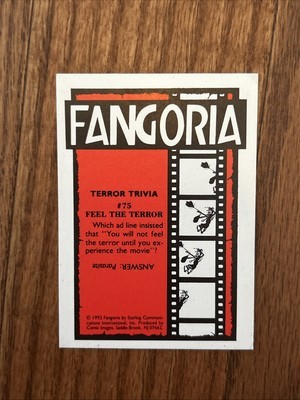 FANGORIA
TERROR TRIVIA
#75
FEEL THE TERROR
Which ad line insisted
that "You will not feel
the terror until you ex-
perience the movie"?
ANSWER: Parasite
© 1992 Fangoria by Starlog Commun-
ications International, Inc. Produced by
Comic Images, Saddle Brook, NJ 07662